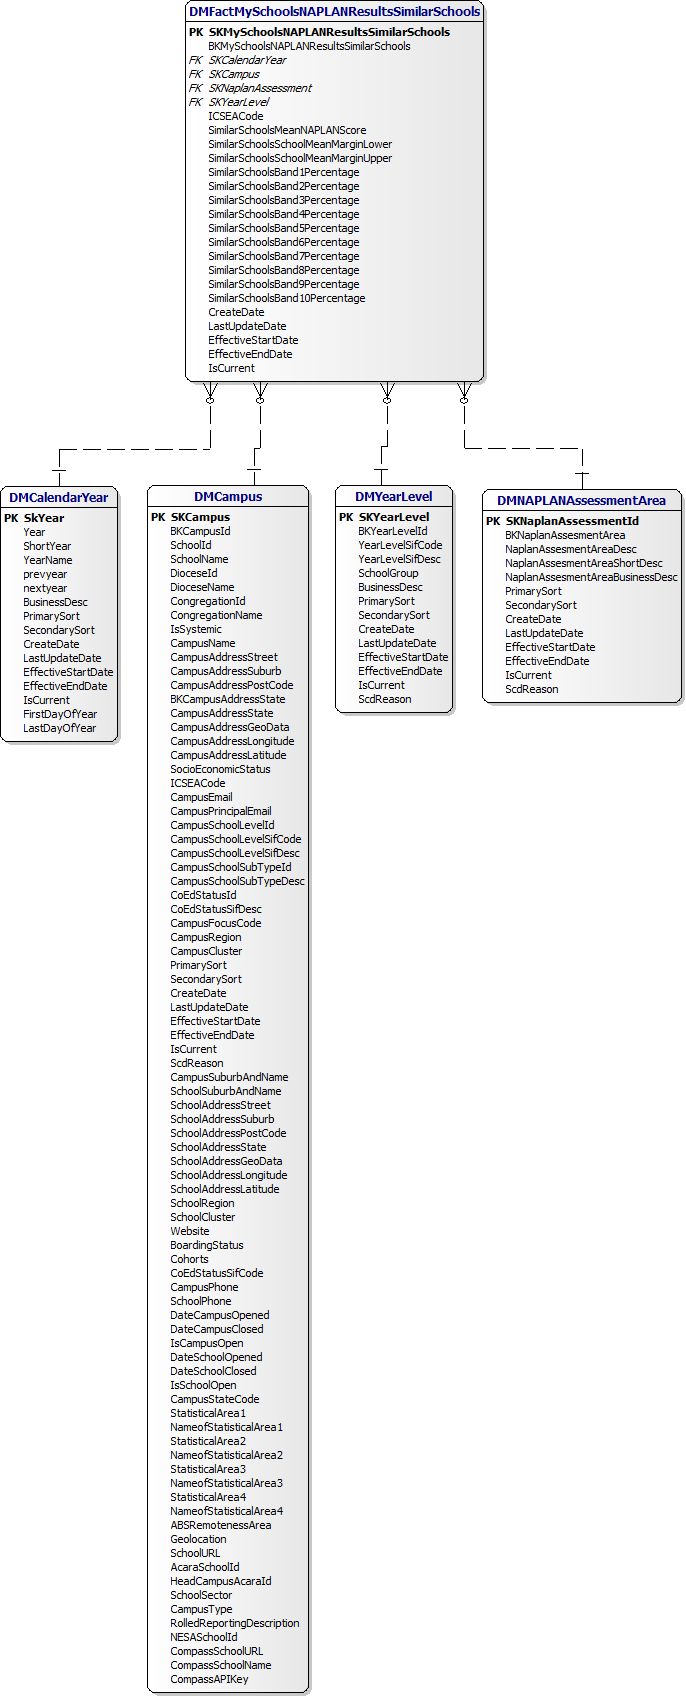 DMFactMySchoolsNAPLANResultsSimilarSchools
PK SKMySchoolsNAPLANResultsSimilarSchools
BKMySchoolsNAPLANResultsSimilarSchools
FK SKCalendarYear
FK SKCampus
FK SKNaplanAssessment
FK SKYearLevel
ICSEACode
SimilarSchoolsMeanNAPLANScore
SimilarSchoolsSchoolMeanMarginLower
SimilarSchoolsSchoolMeanMarginUpper
SimilarSchoolsBand1Percentage
SimilarSchoolsBand2Percentage
SimilarSchoolsBand3Percentage
SimilarSchoolsBand4Percentage
SimilarSchoolsBand5Percentage
SimilarSchoolsBand6Percentage
SimilarSchoolsBand7Percentage
SimilarSchoolsBand8Percentage
SimilarSchoolsBand9Percentage
SimilarSchoolsBand10Percentage
CreateDate
LastUpdateDate
EffectiveStartDate
EffectiveEndDate
IsCurrent
DMCalendarYear
PK SkYear
Year
ShortYear
YearName
prevyear
nextyear
BusinessDesc
PrimarySort
SecondarySort
CreateDate
LastUpdateDate
EffectiveStartDate
EffectiveEndDate
IsCurrent
FirstDayOfYear
LastDayOfYear
DMCampus
PK SKCampus
BKCampusId
SchoolId
SchoolName
DioceseId
DioceseName
CongregationId
CongregationName
IsSystemic
CampusName
CampusAddressStreet
CampusAddressSuburb
CampusAddressPostCode
BKCampusAddressState
CampusAddressState
CampusAddressGeoData
CampusAddressLongitude
CampusAddressLatitude
SocioEconomicStatus
ICSEACode
CampusEmail
CampusPrincipalEmail
CampusSchoolLevelId
CampusSchoolLevelSifCode
CampusSchoolLevelSifDesc
CampusSchoolSubTypeId
CampusSchoolSubTypeDesc
CoEdStatusId
CoEdStatusSifDesc
CampusFocusCode
CampusRegion
CampusCluster
PrimarySort
SecondarySort
CreateDate
LastUpdateDate
EffectiveStartDate
EffectiveEndDate
IsCurrent
ScdReason
CampusSuburbAndName
SchoolSuburbAndName
SchoolAddressStreet
SchoolAddressSuburb
SchoolAddressPostCode
SchoolAddressState
SchoolAddressGeoData
SchoolAddressLongitude
SchoolAddressLatitude
SchoolRegion
SchoolCluster
Website
BoardingStatus
Cohorts
CoEdStatusSifCode
CampusPhone
SchoolPhone
DateCampusOpened
DateCampusClosed
IsCampusOpen
DateSchoolOpened
DateSchoolClosed
IsSchoolOpen
CampusStateCode
StatisticalArea1
NameofStatisticalArea1
StatisticalArea2
NameofStatisticalArea2
StatisticalArea3
NameofStatisticalArea3
StatisticalArea4
NameofStatisticalArea4
ABSRemotenessArea
Geolocation
SchoolURL
AcaraSchoolId
HeadCampusAcaraId
SchoolSector
CampusType
RolledReportingDescription
NESASchoolId
CompassSchoolURL
CompassSchoolName
CompassAPIKey
DMYearLevel
PK SKYearLevel
BKYearLevelId
YearLevelSifCode
YearLevelSifDesc
SchoolGroup
BusinessDesc
PrimarySort
SecondarySort
CreateDate
LastUpdateDate
EffectiveStartDate
EffectiveEndDate
IsCurrent
ScdReason
DMNAPLANAssessmentArea
PK SKNaplanAssessmentId
BKNaplanAssesmentArea
NaplanAssesmentAreaDesc
NaplanAssesmentAreaShortDesc
NaplanAssesmentAreaBusinessDesc
PrimarySort
SecondarySort
CreateDate
LastUpdateDate
EffectiveStartDate
EffectiveEndDate
IsCurrent
ScdReason